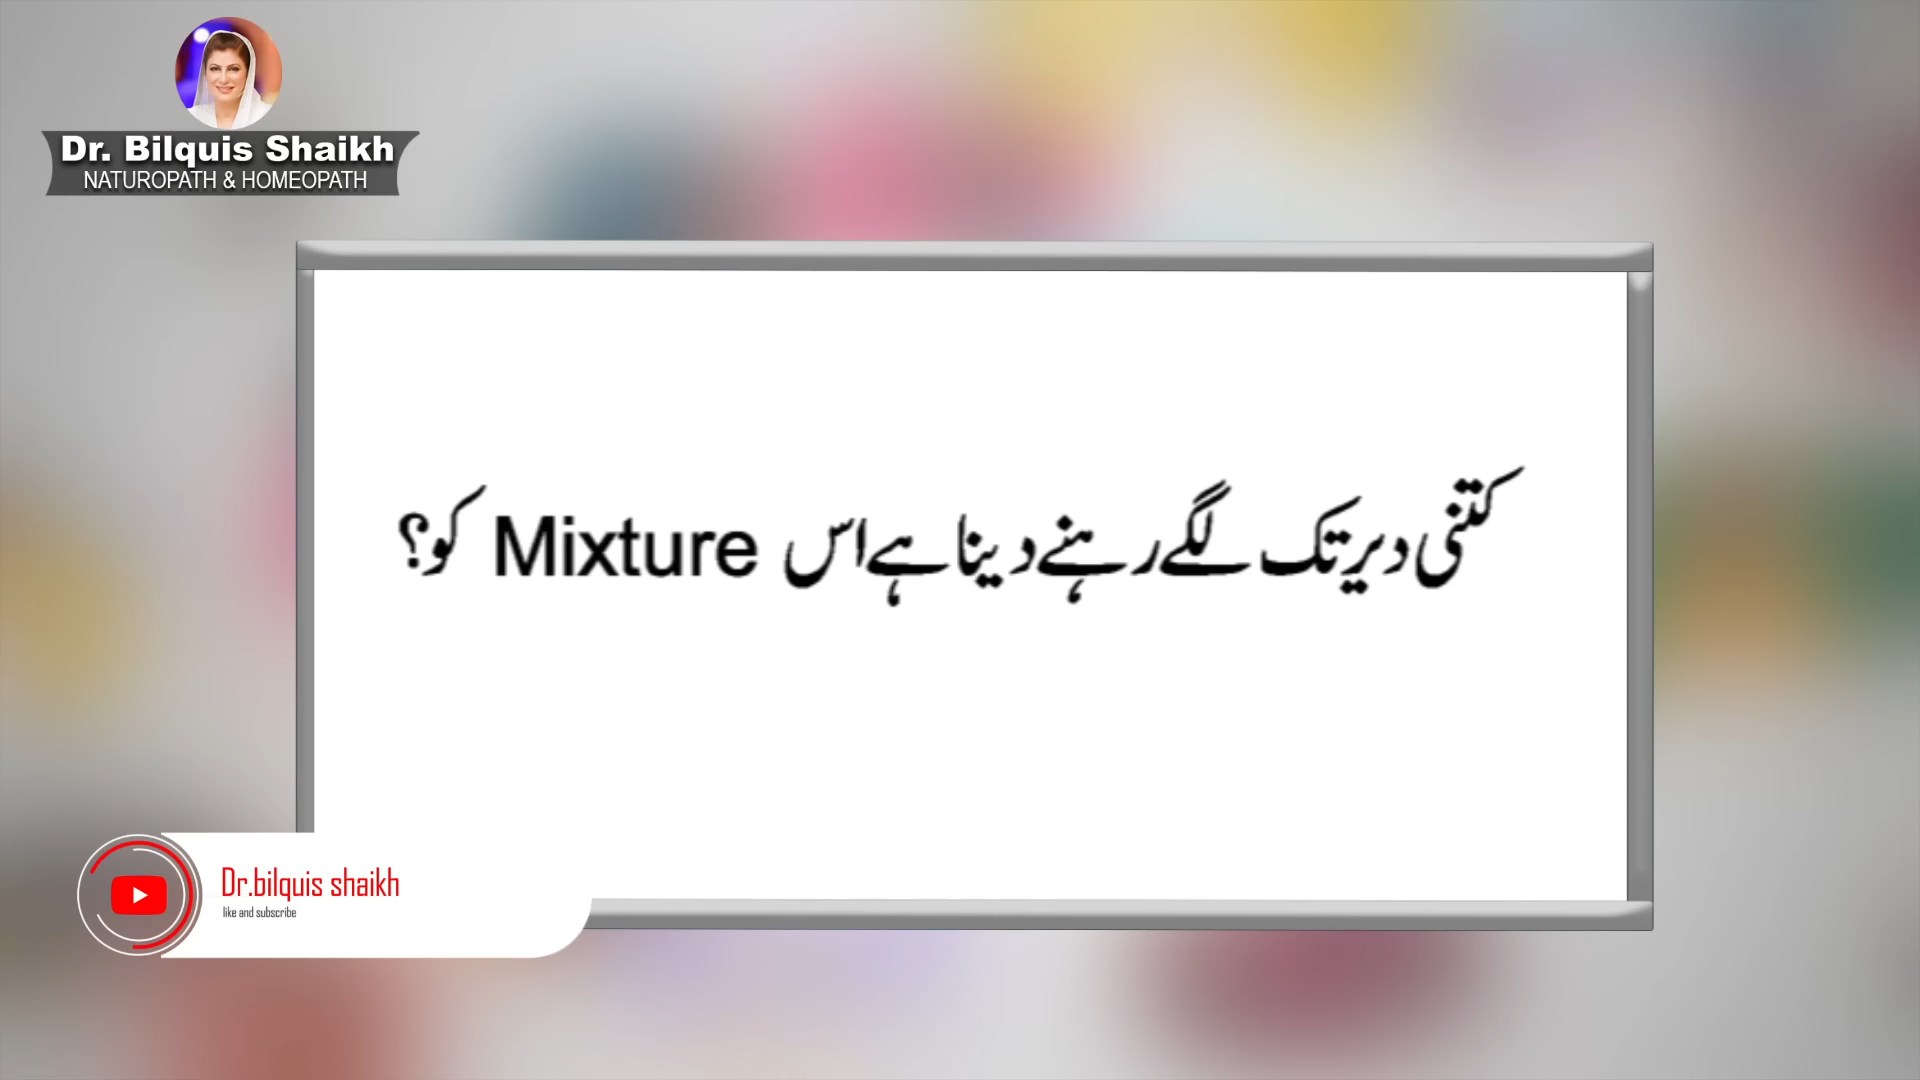 Dr. Bilquis Shaikh
NATUROPATH & HOMEOPATH
کتنی دیر تک لگے رہنے دینا ہے اس Mixture کو؟
Dr.bilquis shaikh
like and subscribe